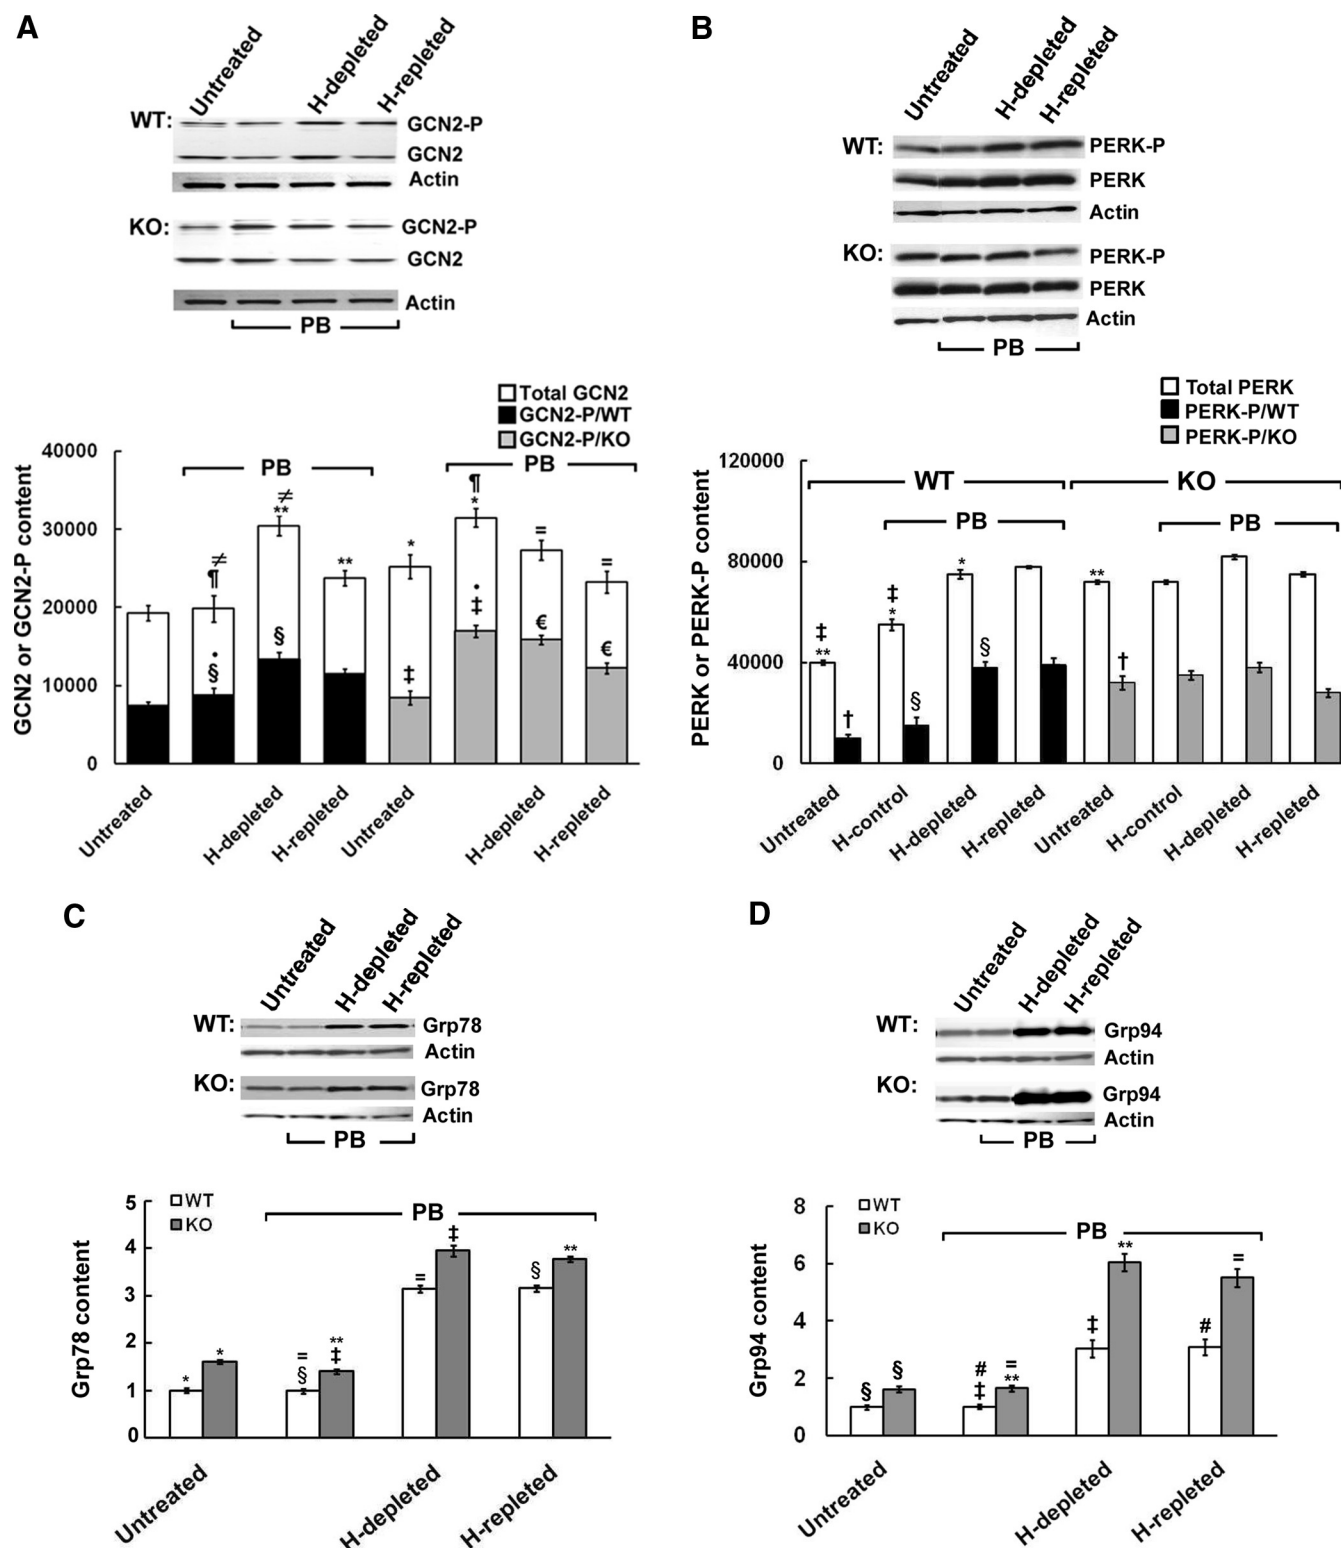 A
Untreated
H-depleted
H-repleted
WT:
GCN2-P
GCN2
Actin
KO:
GCN2-P
GCN2
Actin
PB
Total GCN2
GCN2-P/WT
GCN2-P/KO
GCN2 or GCN2-P content
40000
30000
20000
10000
0
PB
PB
¶ ≠
• §
≠ **
§
**
*
‡
¶ *
• ‡
=
€
=
€
Untreated
H-depleted
H-repleted
Untreated
H-depleted
H-repleted
B
Untreated
H-depleted
H-repleted
WT:
PERK-P
PERK
Actin
KO:
PERK-P
PERK
Actin
PB
Total PERK
PERK-P/WT
PERK-P/KO
PERK or PERK-P content
120000
80000
40000
0
WT
KO
PB
PB
‡ **
†
‡ *
§
*
§
**
†
Untreated
H-control
H-depleted
H-repleted
Untreated
H-control
H-depleted
H-repleted
C
Untreated
H-depleted
H-repleted
WT:
Grp78
Actin
KO:
Grp78
Actin
PB
WT
KO
Grp78 content
5
4
3
2
1
0
PB
*
*
= §
** ‡
=
‡
§
**
Untreated
H-depleted
H-repleted
D
Untreated
H-depleted
H-repleted
WT:
Grp94
Actin
KO:
Grp94
Actin
PB
WT
KO
Grp94 content
8
6
4
2
0
PB
§
§
# ‡
= **
‡
**
#
=
Untreated
H-depleted
H-repleted